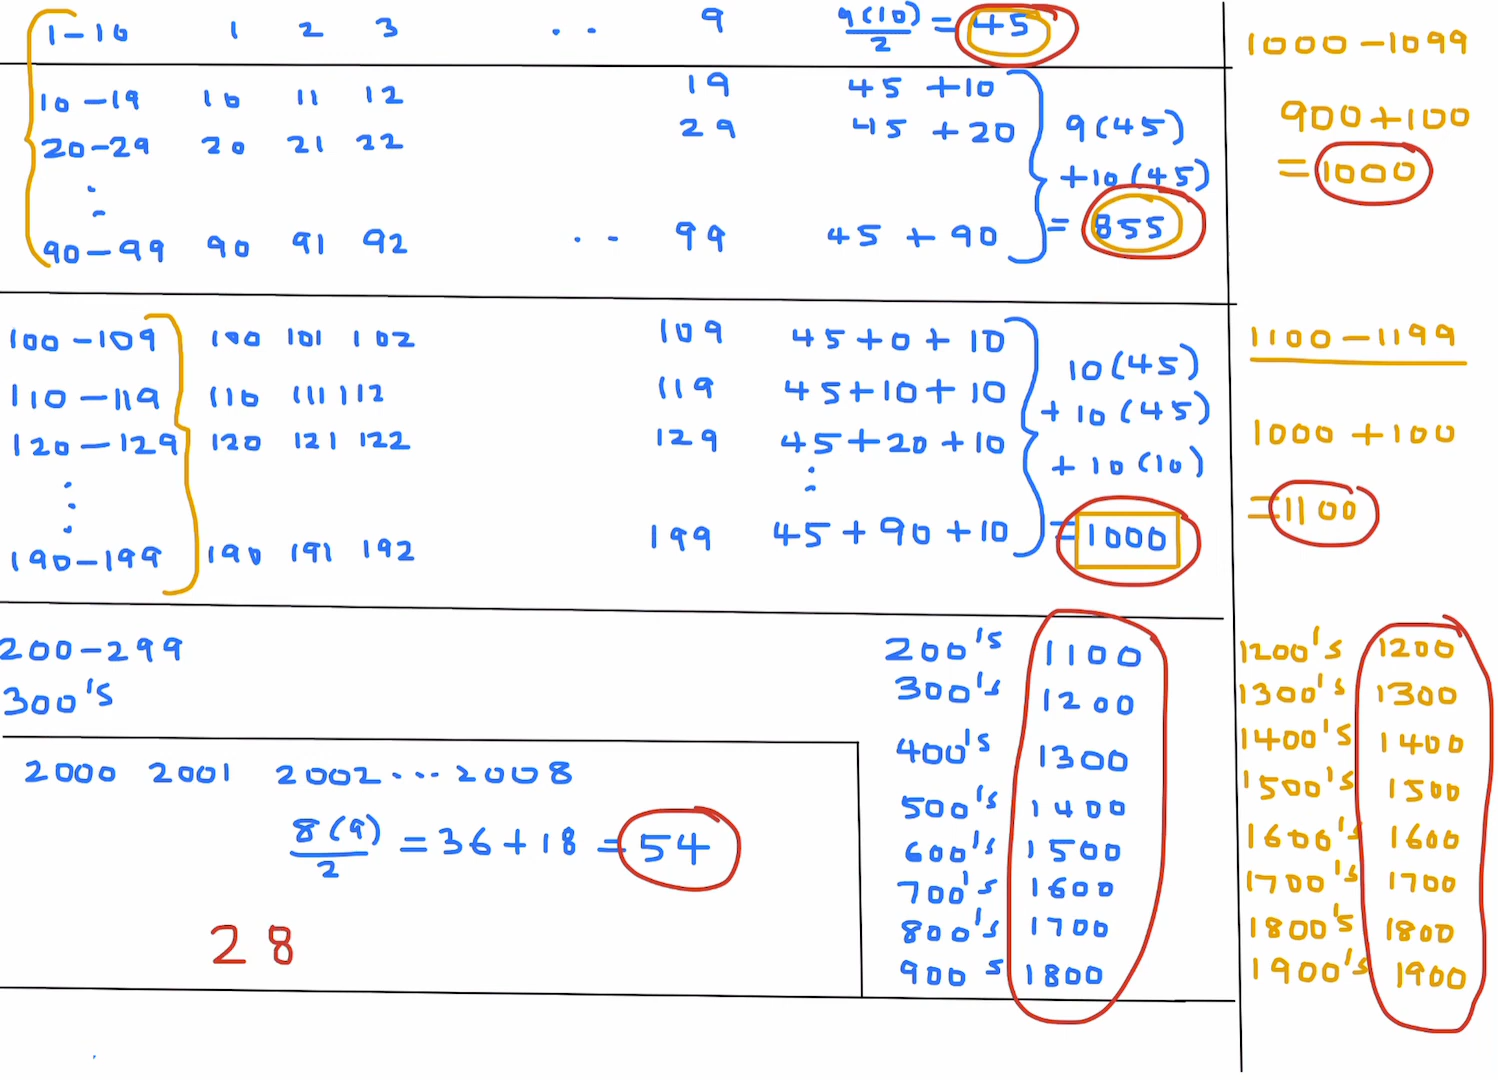 1-10 1 2 3 .. 9 9(10)/2 = 45
10-19 10 11 12 19 45 +10
20-29 20 21 22 29 45 + 20
9(45)
+10(45)
:
90-99 90 91 92 .. 99 45 + 90 = 855
100-109 100 101 102 109 45+0+10
110-119 110 111 112 119 45+10+10
120-129 120 121 122 129 45+20+10
10(45)
+10(45)
+10(10)
⋮ :
190-199 190 191 192 199 45+90+10 = 1000
200-299
300's
2000 2001 2002...2008
8(9)/2 = 36+18 = 54
28
200's 1100
300's 1200
400's 1300
500's 1400
600's 1500
700's 1600
800's 1700
900s 1800
1000-1099
900+100
=1000
1100-1199
1000+100
=1100
1200's 1200
1300's 1300
1400's 1400
1500's 1500
1600's 1600
1700's 1700
1800's 1800
1900's 1900